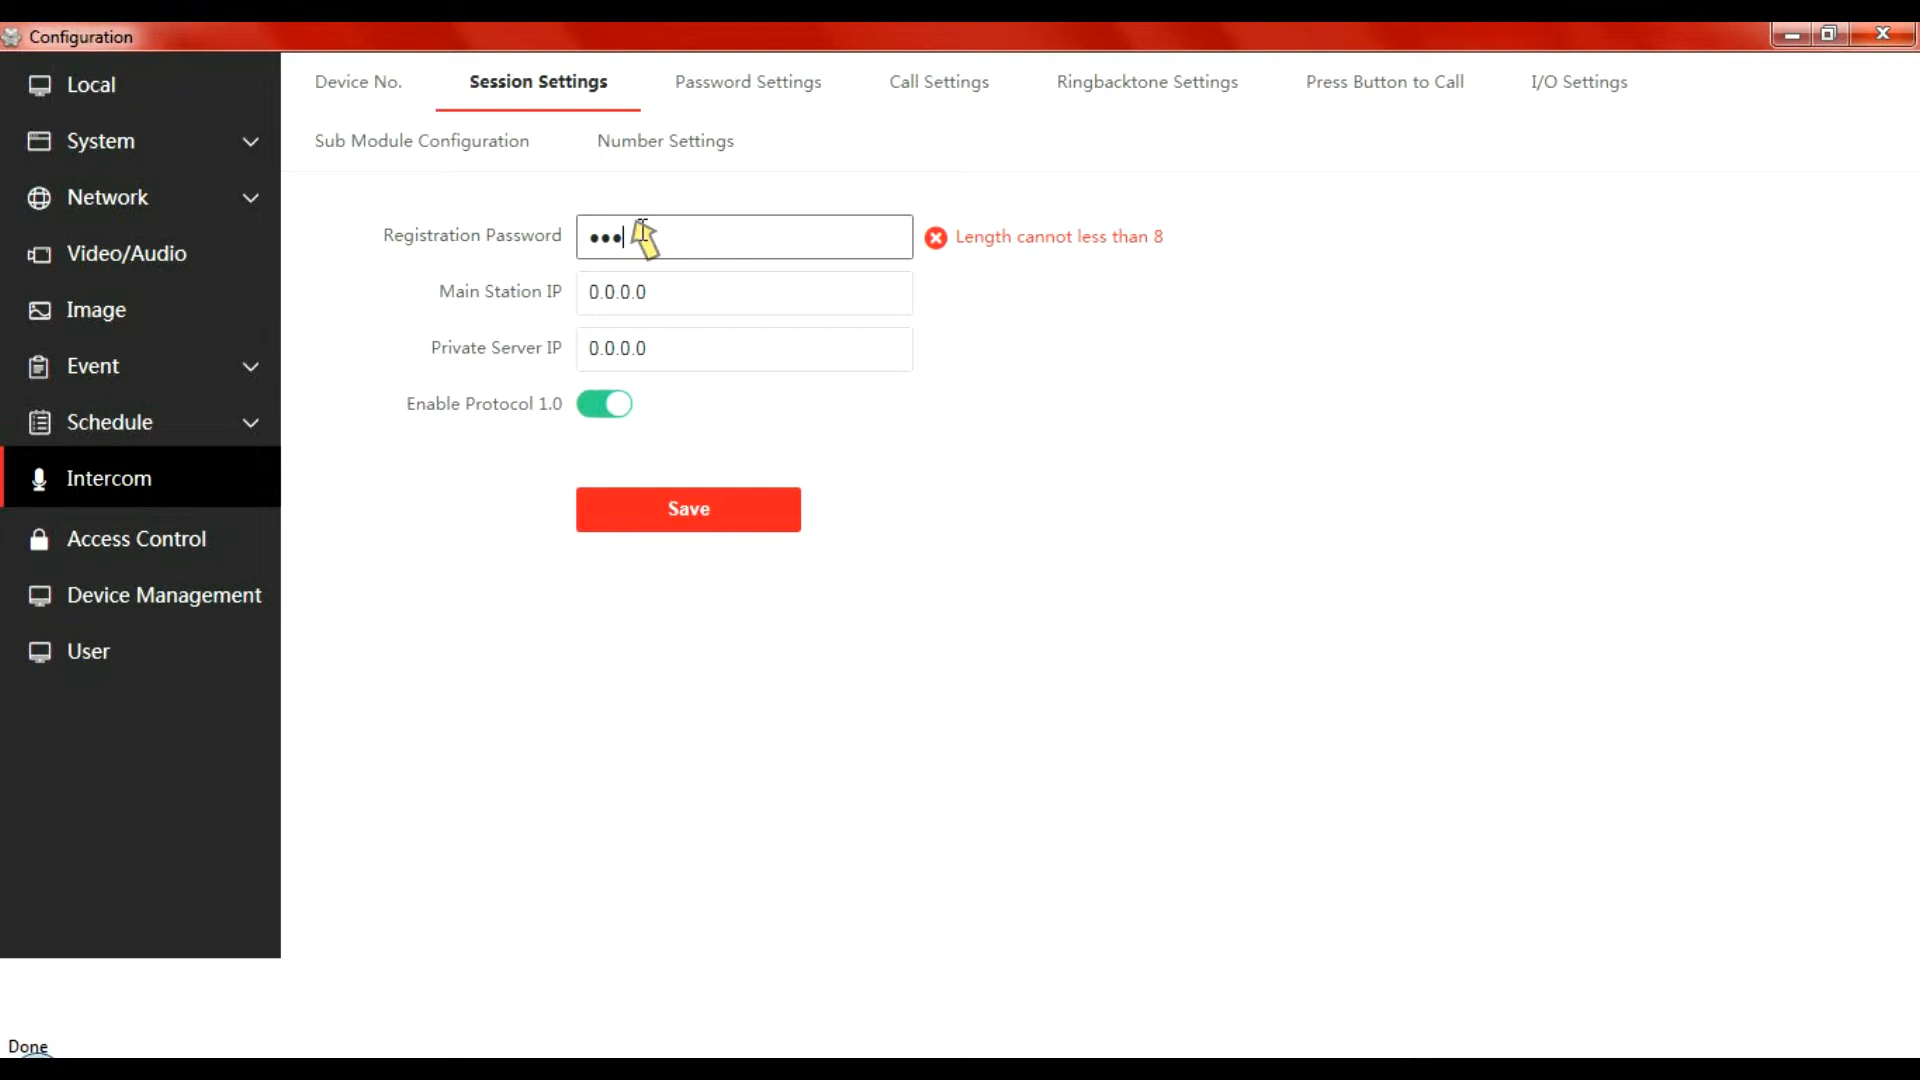 Configuration
Local
System
Network
Video/Audio
Image
Event
Schedule
Intercom
Access Control
Device Management
User
Device No. Session Settings Password Settings Call Settings Ringbacktone Settings Press Button to Call I/O Settings
Sub Module Configuration Number Settings
Registration Password ••• Length cannot less than 8
Main Station IP 0.0.0.0
Private Server IP 0.0.0.0
Enable Protocol 1.0
Save
Done